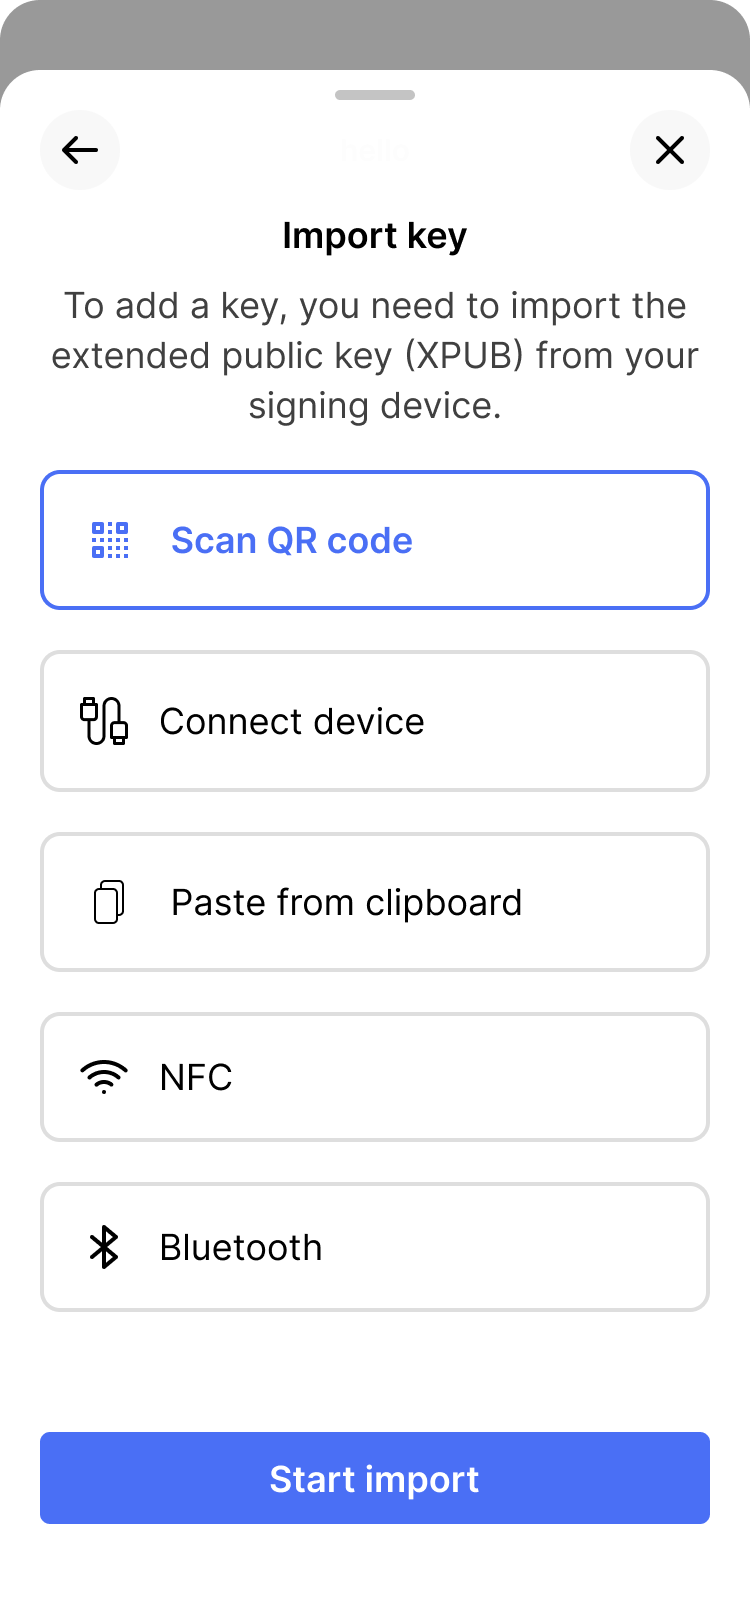 hello
Import key
To add a key, you need to import the
extended public key (XPUB) from your
signing device.
Scan QR code
Connect device
Paste from clipboard
NFC
Bluetooth
Start import